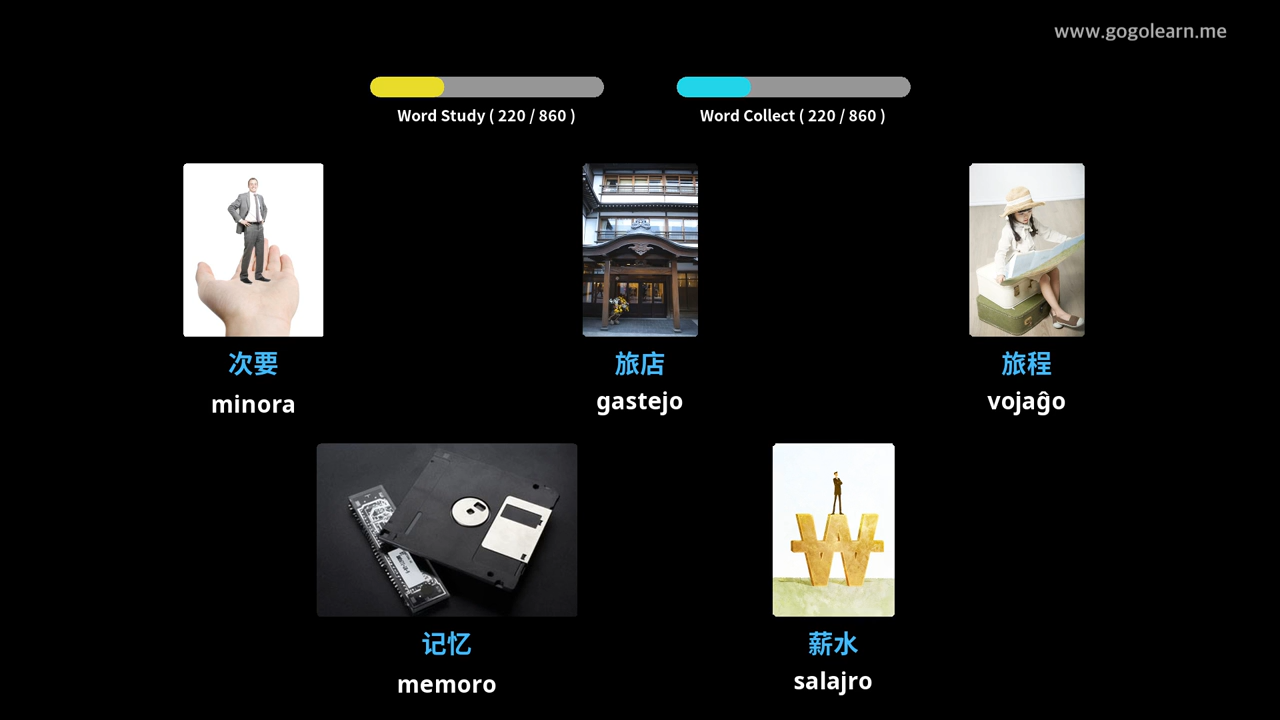 www.gogolearn.me
Word Study ( 220 / 860 )
Word Collect ( 220 / 860 )
次要
minora
旅店
gastejo
旅程
vojaĝo
记忆
memoro
薪水
salajro